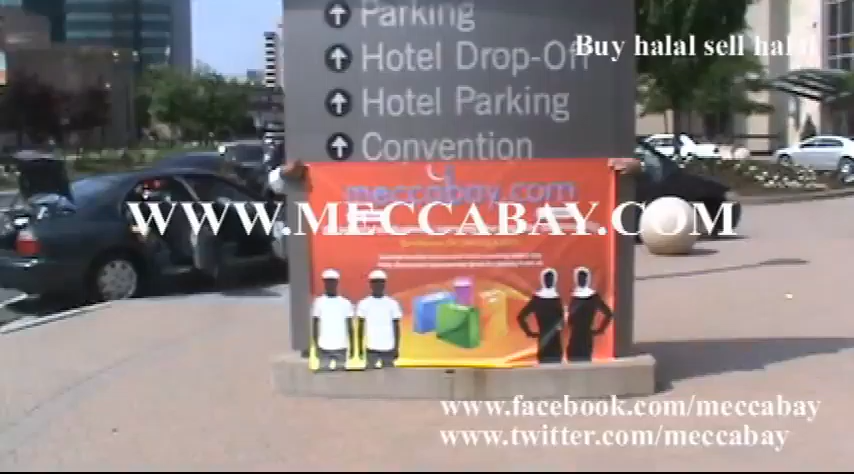 Parking
Buy halal sell halal
Hotel Drop-Off
Hotel Parking
Convention
meccabay.com
WWW.MECCABAY.COM
www.facebook.com/meccabay
www.twitter.com/meccabay